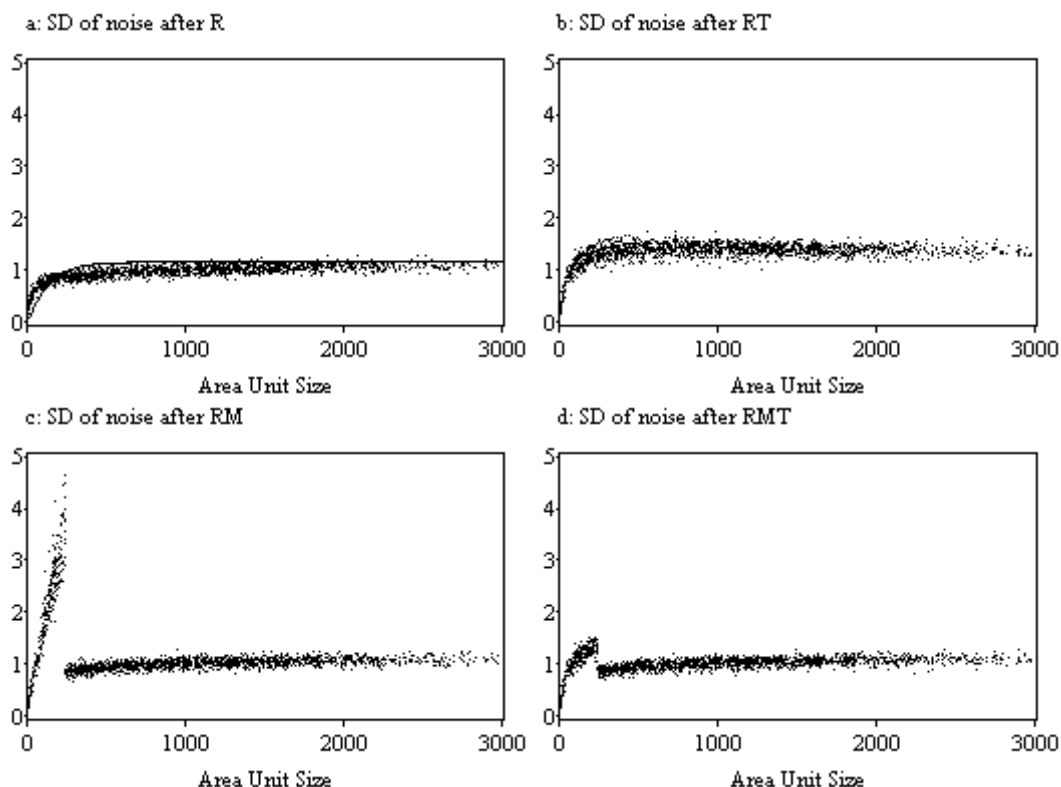 a: SD of noise after R
b: SD of noise after RT
5
4
3
2
1
0
0 1000 2000 3000
Area Unit Size
5
4
3
2
1
0
0 1000 2000 3000
Area Unit Size
c: SD of noise after RM
d: SD of noise after RMT
5
4
3
2
1
0
0 1000 2000 3000
Area Unit Size
5
4
3
2
1
0
0 1000 2000 3000
Area Unit Size